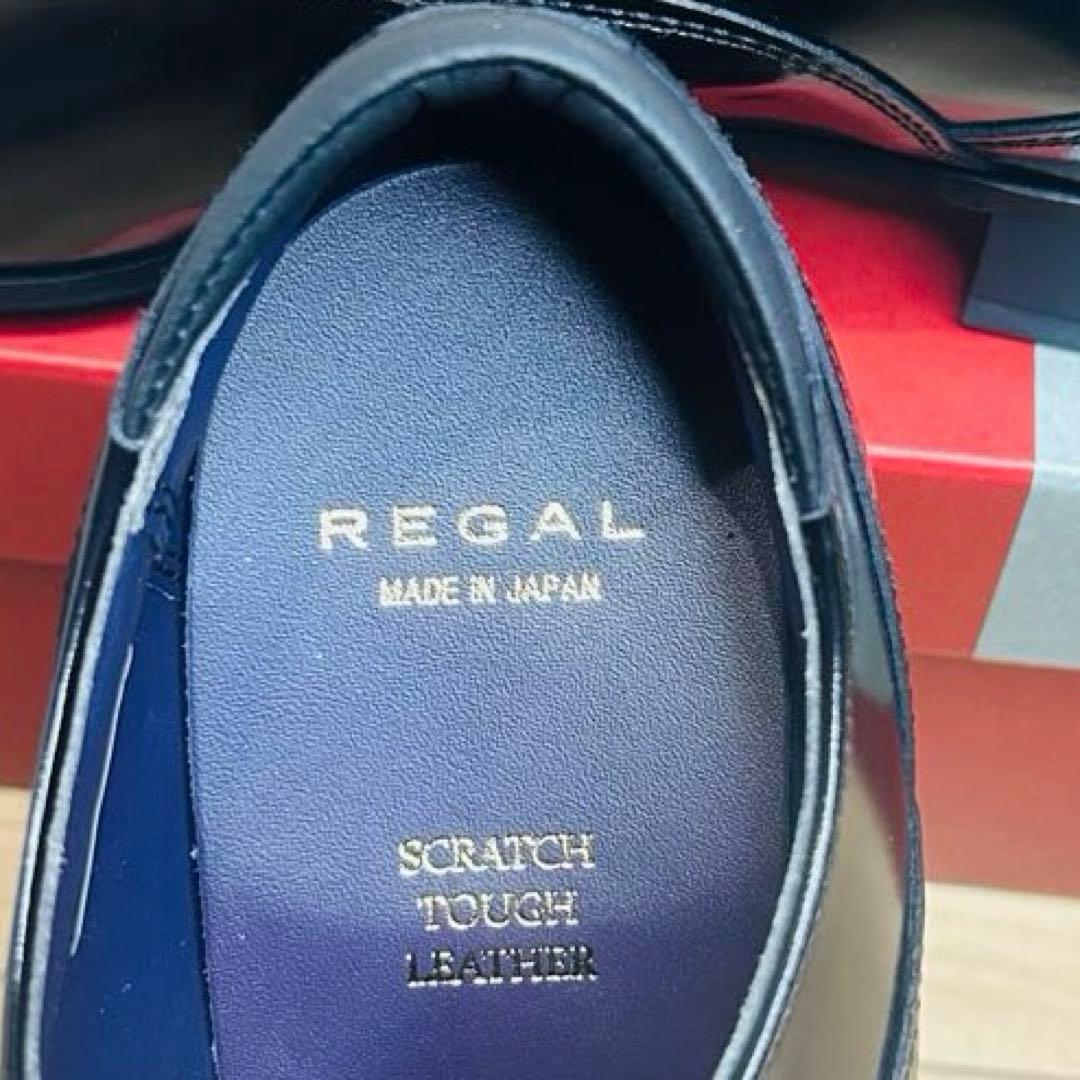 REGAL
MADE IN JAPAN
SCRATCH
TOUGH
LEATHER